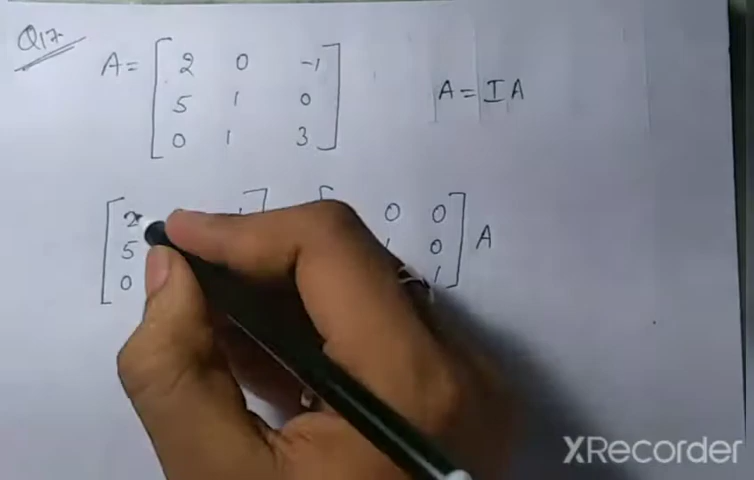 Q17.
A = [ 2 0 -1
5 1 0
0 1 3 ] A = IA
[ 2
5
0 ] [ 0 0
1 0
1 ] A
XRecorder